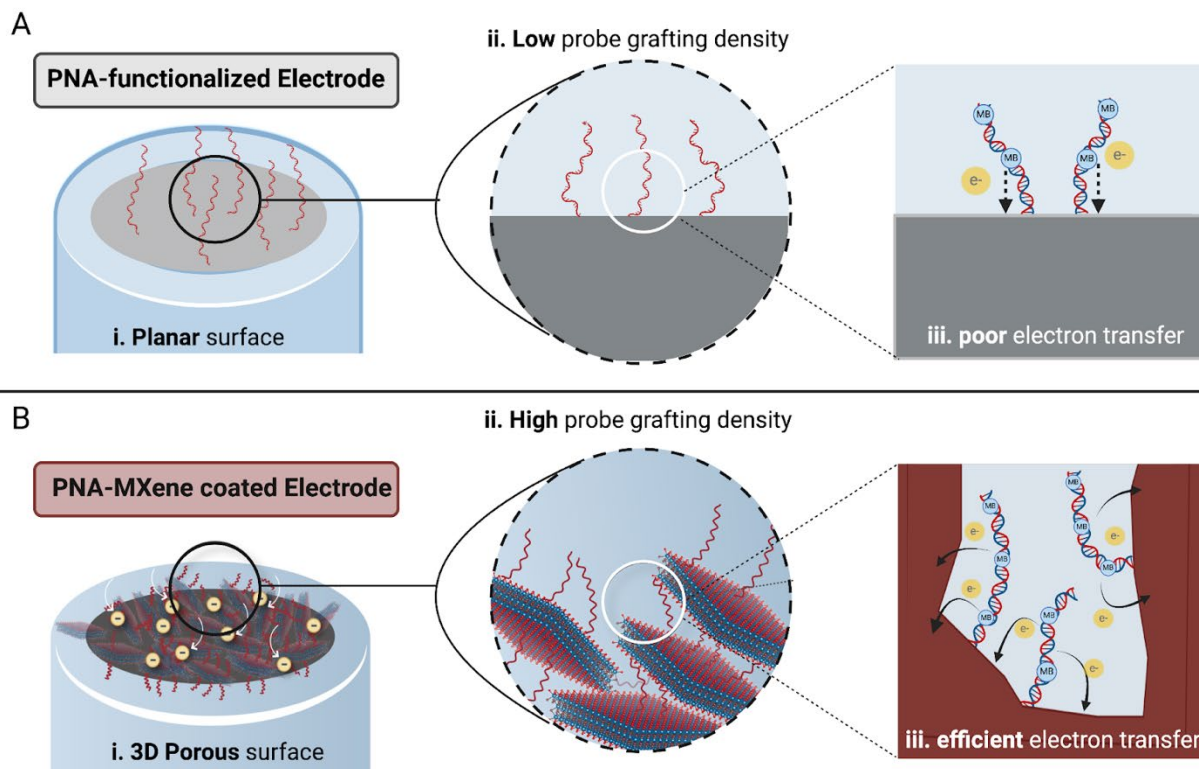 A
PNA-functionalized Electrode
i. Planar surface
ii. Low probe grafting density
MB
MB
MB
MB
e-
e-
iii. poor electron transfer
B
PNA-MXene coated Electrode
i. 3D Porous surface
ii. High probe grafting density
MB
MB
MB
MB
MB
MB
MB
MB
e-
e-
e-
e-
e-
e-
iii. efficient electron transfer